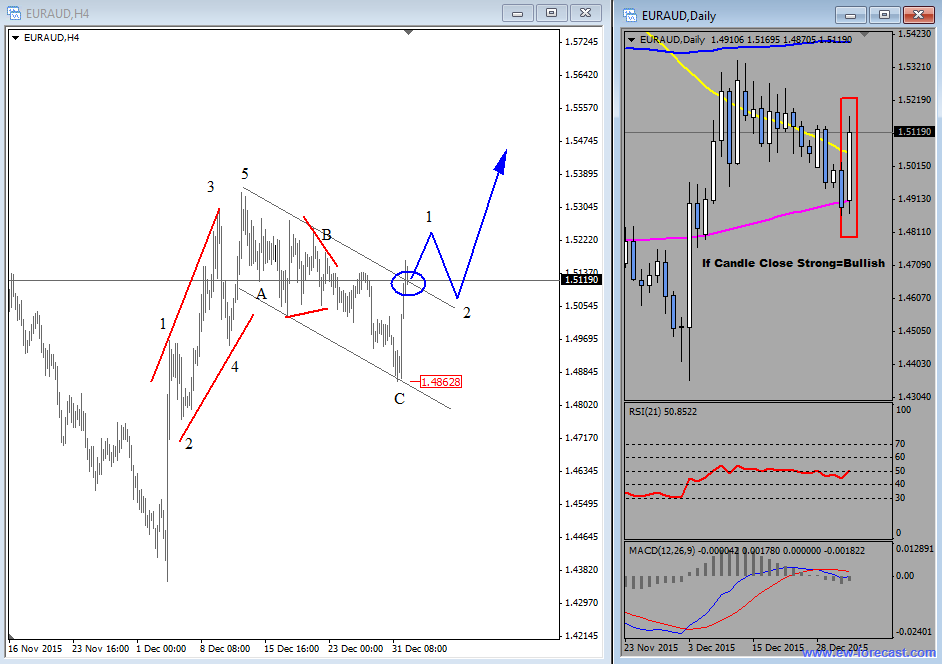 EURAUD,H4
EURAUD,H4
1.57245
1.56420
1.55570
1.54745
1.53895
1.53045
1.52220
1.51370
1.51190
1.50545
1.49695
1.48845
1.48020
1.47170
1.46345
1.45495
1.44645
1.43820
1.42970
1.42145
3
5
B
1
A
1
2
4
1.48628
C
2
16 Nov 2015
23 Nov 16:00
1 Dec 00:00
8 Dec 08:00
15 Dec 16:00
23 Dec 00:00
31 Dec 08:00
EURAUD,Daily
EURAUD,Daily 1.49106 1.51695 1.48705 1.51190
1.54230
1.53210
1.52190
1.51190
1.50150
1.49130
1.48110
1.47090
1.46070
1.45050
1.44030
1.43040
If Candle Close Strong=Bullish
RSI(21) 50.8522
100
70
60
50
40
30
0
MACD(12,26,9) -0.000042 0.001780 0.000000 -0.001822
0.012891
0.00
-0.02401
23 Nov 2015
3 Dec 2015
15 Dec 2015
28 Dec 2015
www.ew-forecast.com